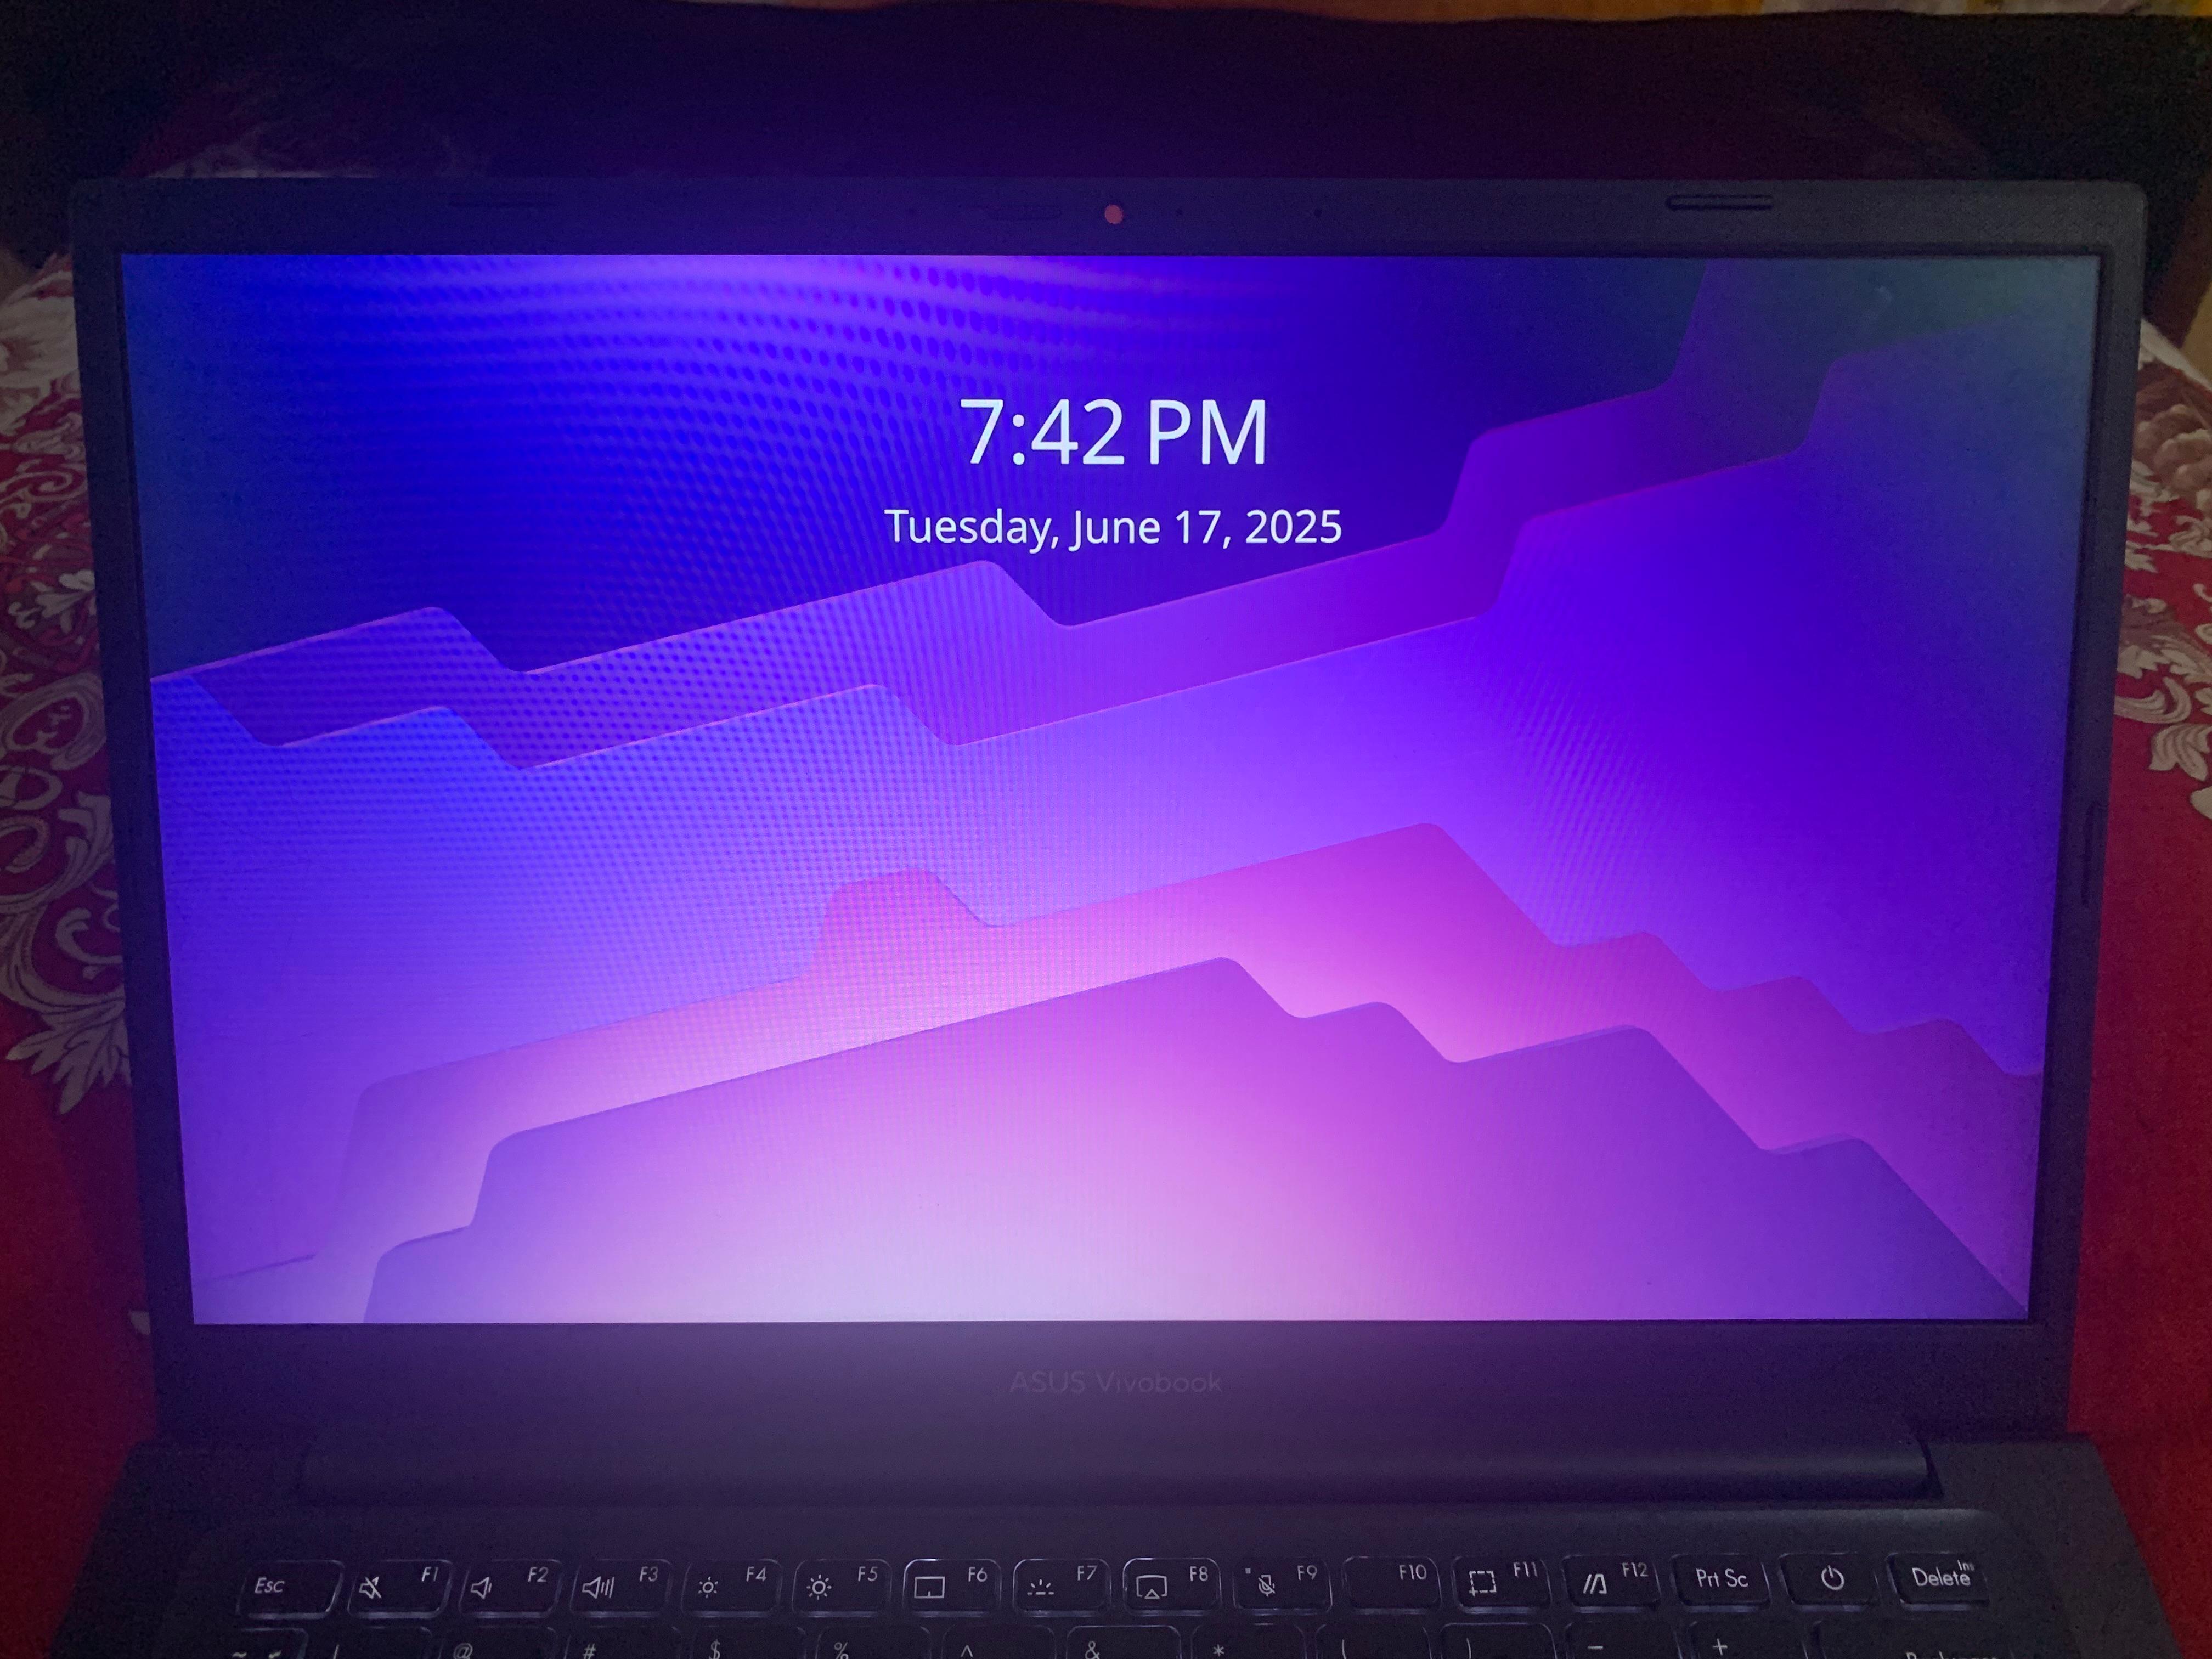 7:42 PM
Tuesday, June 17, 2025
ASUS Vivobook
Esc F1 F2 F3 F4 F5 F6 F7 F8 F9 F10 F11 F12 Prt Sc Delete Ins
~ ! @ # $ % ^ & * ( ) - +